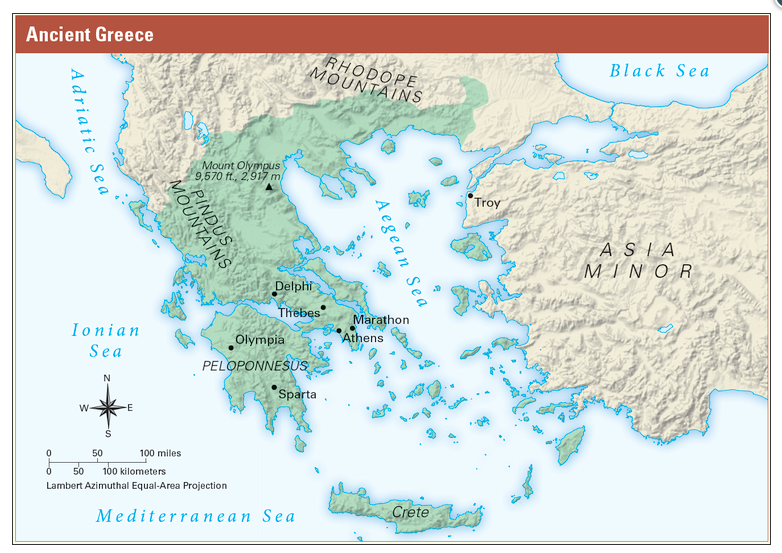 Ancient Greece
Black Sea
RHODOPE
MOUNTAINS
Adriatic Sea
Mount Olympus
9,570 ft., 2,917 m
PINDUS
MOUNTAINS
Troy
Aegean Sea
ASIA
MINOR
Delphi
Thebes
Marathon
Athens
Ionian
Sea
Olympia
PELOPONNESUS
Sparta
N
W
E
S
0 50 100 miles
0 50 100 kilometers
Lambert Azimuthal Equal-Area Projection
Mediterranean Sea
Crete